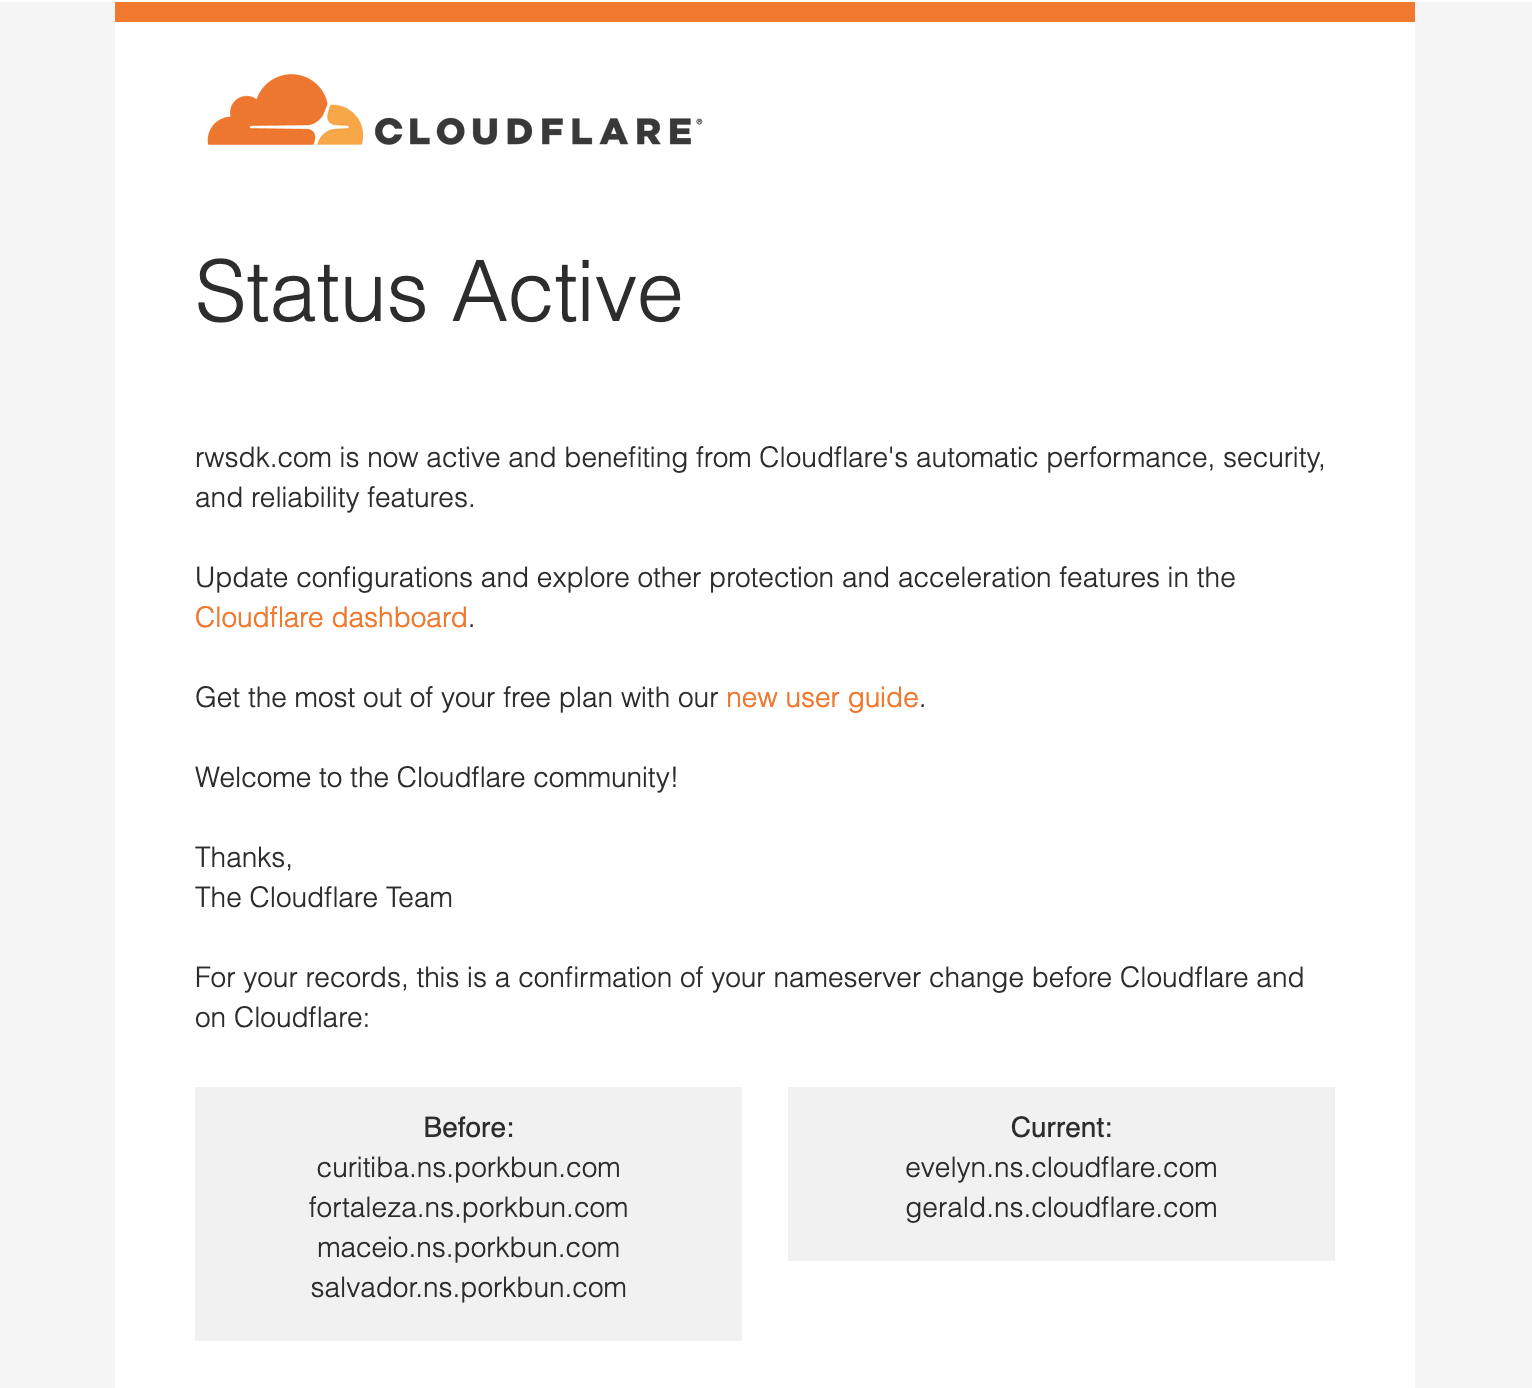 CLOUDFLARE®
Status Active
rwsdk.com is now active and benefiting from Cloudflare's automatic performance, security,
and reliability features.
Update configurations and explore other protection and acceleration features in the
Cloudflare dashboard.
Get the most out of your free plan with our new user guide.
Welcome to the Cloudflare community!
Thanks,
The Cloudflare Team
For your records, this is a confirmation of your nameserver change before Cloudflare and
on Cloudflare:
Before:
curitiba.ns.porkbun.com
fortaleza.ns.porkbun.com
maceio.ns.porkbun.com
salvador.ns.porkbun.com
Current:
evelyn.ns.cloudflare.com
gerald.ns.cloudflare.com